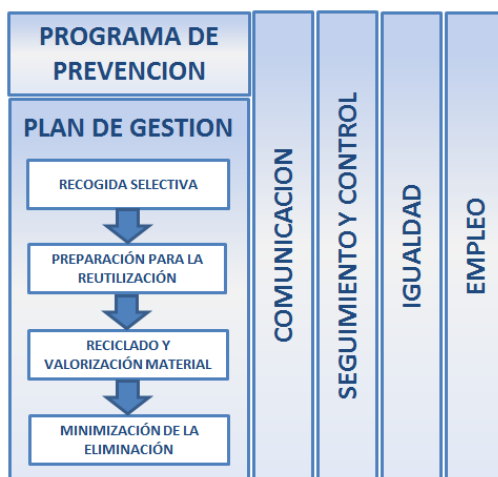 PROGRAMA DE
PREVENCION
PLAN DE GESTION
RECOGIDA SELECTIVA
PREPARACIÓN PARA LA
REUTILIZACIÓN
RECICLADO Y
VALORIZACIÓN MATERIAL
MINIMIZACIÓN DE LA
ELIMINACIÓN
COMUNICACION
SEGUIMIENTO Y CONTROL
IGUALDAD
EMPLEO